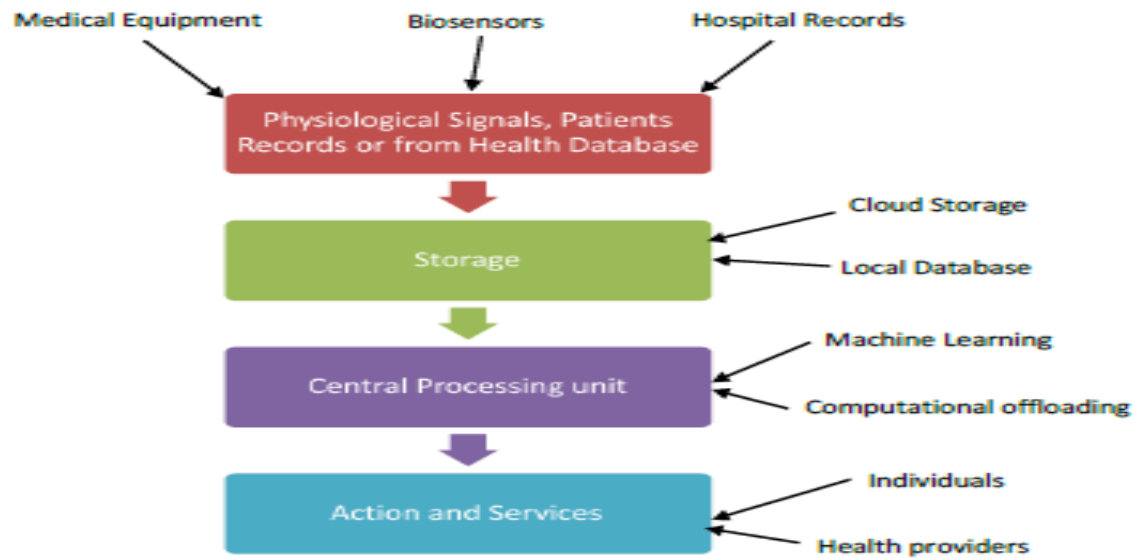 Medical Equipment
Biosensors
Hospital Records
Physiological Signals, Patients
Records or from Health Database
Cloud Storage
Storage
Local Database
Machine Learning
Central Processing unit
Computational offloading
Individuals
Action and Services
Health providers